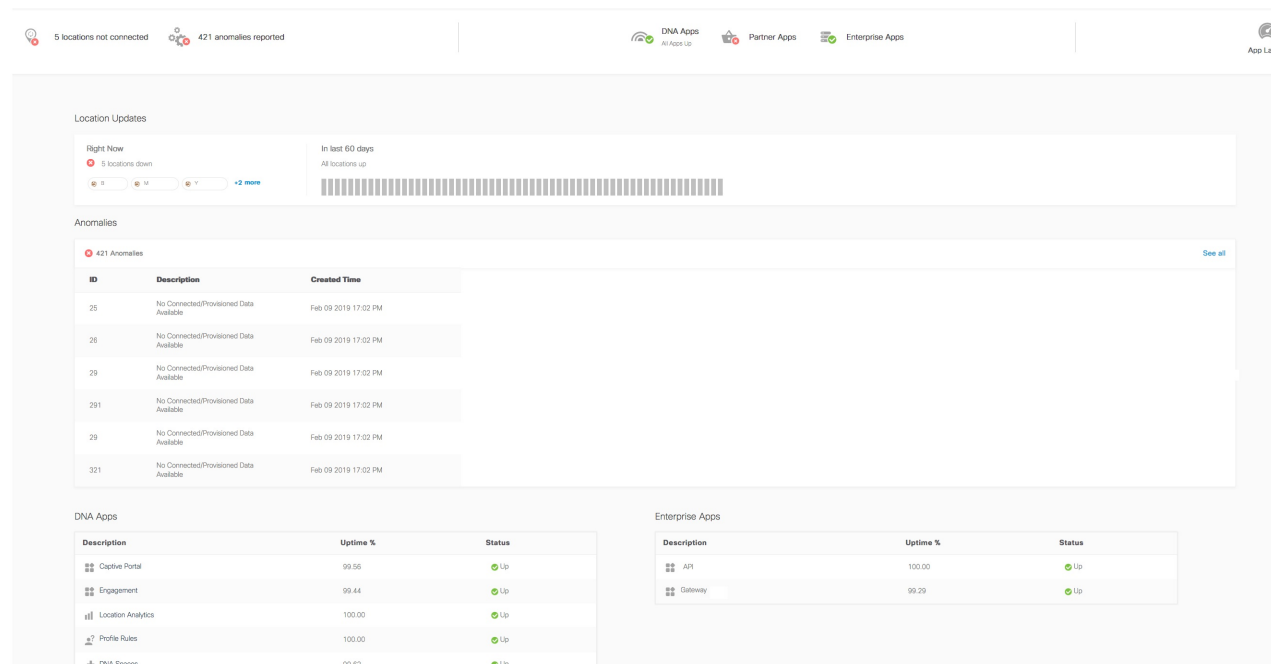 5 locations not connected
421 anomalies reported
DNA Apps
All Apps Up
Partner Apps
Enterprise Apps
App La
Location Updates
Right Now
5 locations down
S M Y +2 more
In last 60 days
All locations up
Anomalies
421 Anomalies
See all
ID Description Created Time
25 No Connected/Provisioned Data Available Feb 09 2019 17:02 PM
26 No Connected/Provisioned Data Available Feb 09 2019 17:02 PM
29 No Connected/Provisioned Data Available Feb 09 2019 17:02 PM
291 No Connected/Provisioned Data Available Feb 09 2019 17:02 PM
29 No Connected/Provisioned Data Available Feb 09 2019 17:02 PM
321 No Connected/Provisioned Data Available Feb 09 2019 17:02 PM
DNA Apps
Description Uptime % Status
Captive Portal 99.56 Up
Engagement 99.44 Up
Location Analytics 100.00 Up
Profile Rules 100.00 Up
DNA Spaces 99.62 Up
Enterprise Apps
Description Uptime % Status
API 100.00 Up
Gateway 99.29 Up